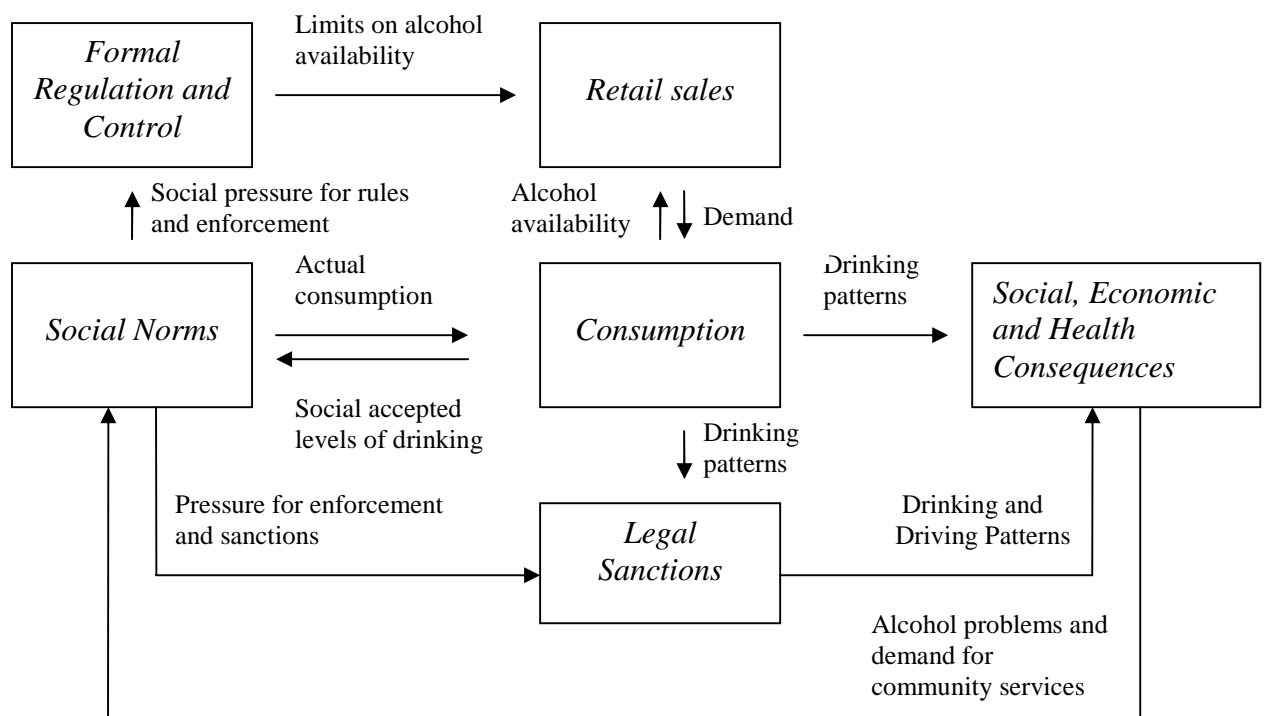 Formal
Regulation and
Control
Limits on alcohol
availability
Retail sales
Social pressure for rules
and enforcement
Alcohol
availability
Demand
Social Norms
Actual
consumption
Social accepted
levels of drinking
Consumption
Drinking
patterns
Social, Economic
and Health
Consequences
Drinking
patterns
Pressure for enforcement
and sanctions
Legal
Sanctions
Drinking and
Driving Patterns
Alcohol problems and
demand for
community services